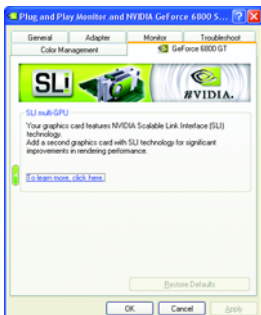 Plug and Play Monitor and NVIDIA GeForce 6800 S...
General Adapter Monitor Troubleshoot
Color Management GeForce 6800 GT
SLI
NVIDIA.
SLI multi-GPU
Your graphics card features NVIDIA Scalable Link Interface (SLI)
technology.
Add a second graphics card with SLI technology for significant
improvements in rendering performance.
To learn more, click here.
Restore Defaults
OK Cancel Apply